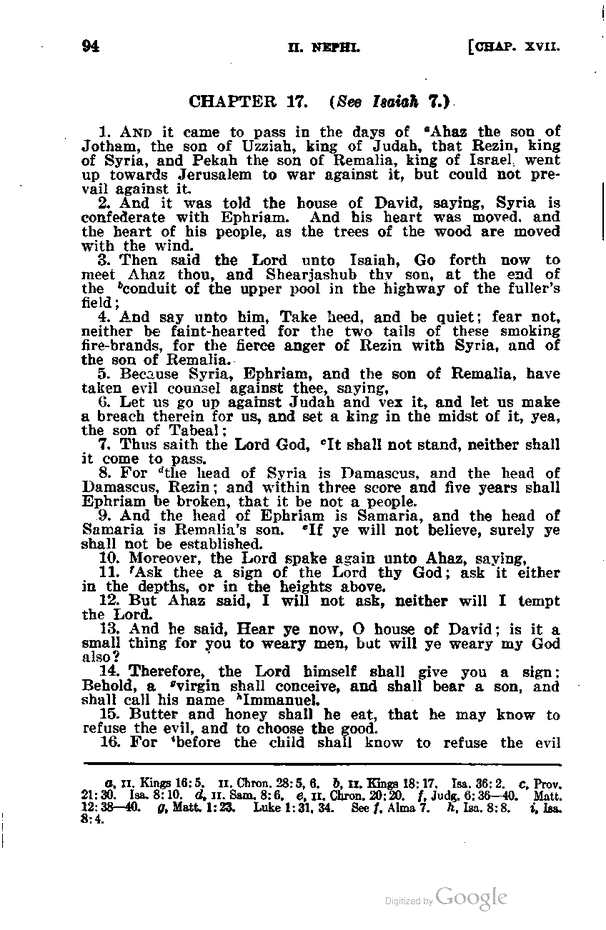 94 II. NEPHI. [CHAP. XVII.
CHAPTER 17. (See Isaiah 7.)
1. AND it came to pass in the days of ᵃAhaz the son of
Jotham, the son of Uzziah, king of Judah, that Rezin, king
of Syria, and Pekah the son of Remalia, king of Israel, went
up towards Jerusalem to war against it, but could not pre-
vail against it.
2. And it was told the house of David, saying, Syria is
confederate with Ephriam. And his heart was moved, and
the heart of his people, as the trees of the wood are moved
with the wind.
3. Then said the Lord unto Isaiah, Go forth now to
meet Ahaz thou, and Shearjashub thy son, at the end of
the ᵇconduit of the upper pool in the highway of the fuller's
field;
4. And say unto him, Take heed, and be quiet; fear not,
neither be faint-hearted for the two tails of these smoking
fire-brands, for the fierce anger of Rezin with Syria, and of
the son of Remalia.
5. Because Syria, Ephriam, and the son of Remalia, have
taken evil counsel against thee, saying,
6. Let us go up against Judah and vex it, and let us make
a breach therein for us, and set a king in the midst of it, yea,
the son of Tabeal:
7. Thus saith the Lord God, ᶜIt shall not stand, neither shall
it come to pass.
8. For ᵈthe head of Syria is Damascus, and the head of
Damascus, Rezin; and within three score and five years shall
Ephriam be broken, that it be not a people.
9. And the head of Ephriam is Samaria, and the head of
Samaria is Remalia's son. ᵉIf ye will not believe, surely ye
shall not be established.
10. Moreover, the Lord spake again unto Ahaz, saying,
11. ᶠAsk thee a sign of the Lord thy God; ask it either
in the depths, or in the heights above.
12. But Ahaz said, I will not ask, neither will I tempt
the Lord.
13. And he said, Hear ye now, O house of David; is it a
small thing for you to weary men, but will ye weary my God
also?
14. Therefore, the Lord himself shall give you a sign:
Behold, a ᵍvirgin shall conceive, and shall bear a son, and
shall call his name ʰImmanuel.
15. Butter and honey shall he eat, that he may know to
refuse the evil, and to choose the good.
16. For ⁱbefore the child shall know to refuse the evil
a, II. Kings 16:5. II. Chron. 28:5, 6. b, II. Kings 18:17. Isa. 36:2. c, Prov.
21:30. Isa. 8:10. d, II. Sam. 8:6. e, II. Chron. 20:20. f, Judg. 6:36—40. Matt.
12:38—40. g, Matt. 1:23. Luke 1:31, 34. See f, Alma 7. h, Isa. 8:8. i, Isa.
8:4.
Digitized by Google